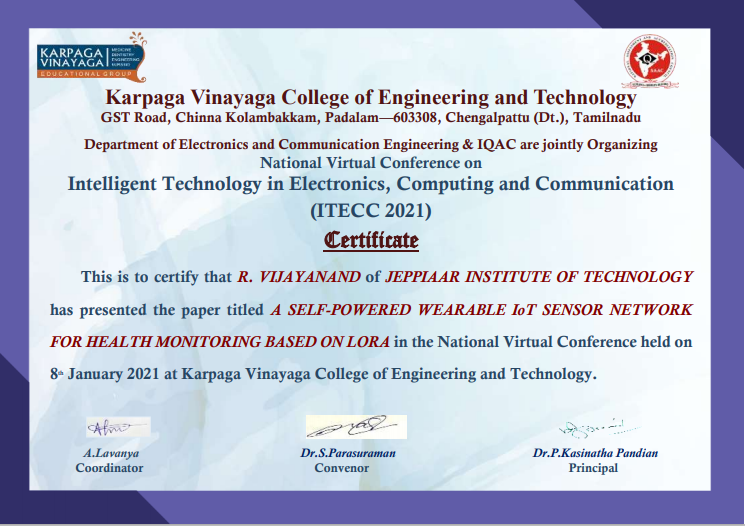 KARPAGA
VINAYAGA
MEDICINE
DENTISTRY
ENGINEERING
NURSING
EDUCATIONAL GROUP
Karpaga Vinayaga College of Engineering and Technology
GST Road, Chinna Kolambakkam, Padalam—603308, Chengalpattu (Dt.), Tamilnadu
Department of Electronics and Communication Engineering & IQAC are jointly Organizing
National Virtual Conference on
Intelligent Technology in Electronics, Computing and Communication
(ITECC 2021)
Certificate
This is to certify that R. VIJAYANAND of JEPPIAAR INSTITUTE OF TECHNOLOGY
has presented the paper titled A SELF-POWERED WEARABLE IoT SENSOR NETWORK
FOR HEALTH MONITORING BASED ON LORA in the National Virtual Conference held on
8th January 2021 at Karpaga Vinayaga College of Engineering and Technology.
A.Lavanya
Coordinator
Dr.S.Parasuraman
Convenor
Dr.P.Kasinatha Pandian
Principal